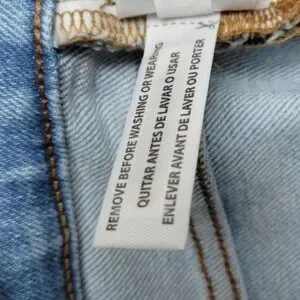 REMOVE BEFORE WASHING OR WEARING
QUITAR ANTES DE LAVAR O USAR
ENLEVER AVANT DE LAVER OU PORTER